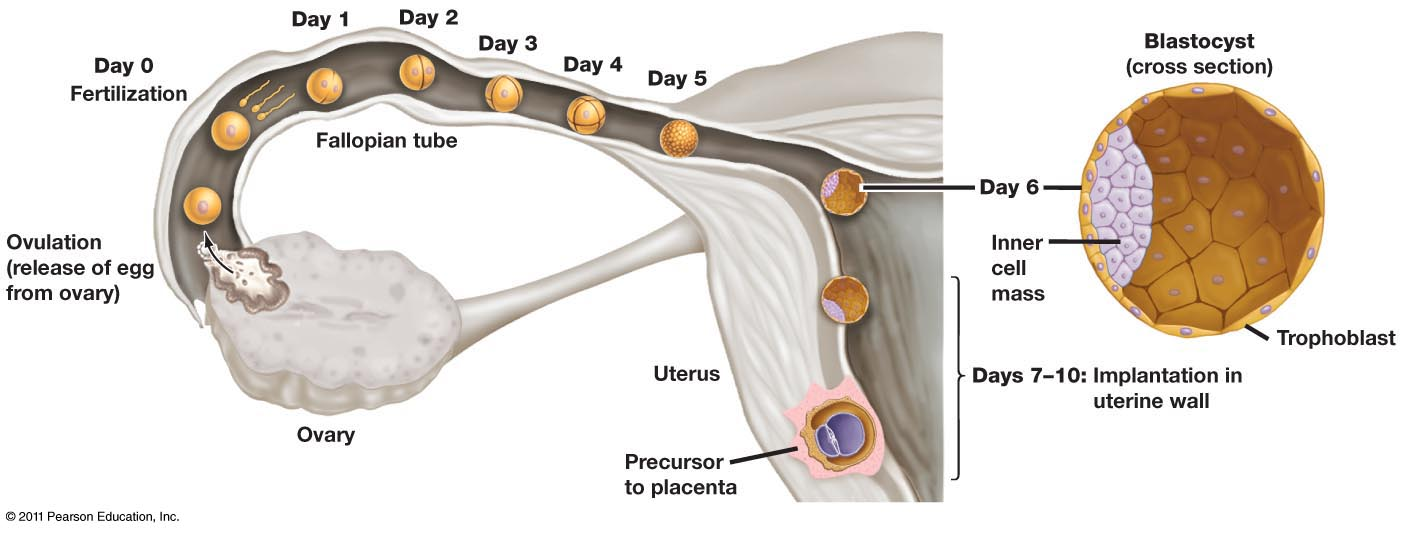 Day 0
Fertilization
Day 1
Day 2
Day 3
Day 4
Day 5
Fallopian tube
Ovulation
(release of egg
from ovary)
Ovary
Uterus
Precursor
to placenta
Day 6
Days 7–10: Implantation in
uterine wall
Blastocyst
(cross section)
Inner
cell
mass
Trophoblast
© 2011 Pearson Education, Inc.